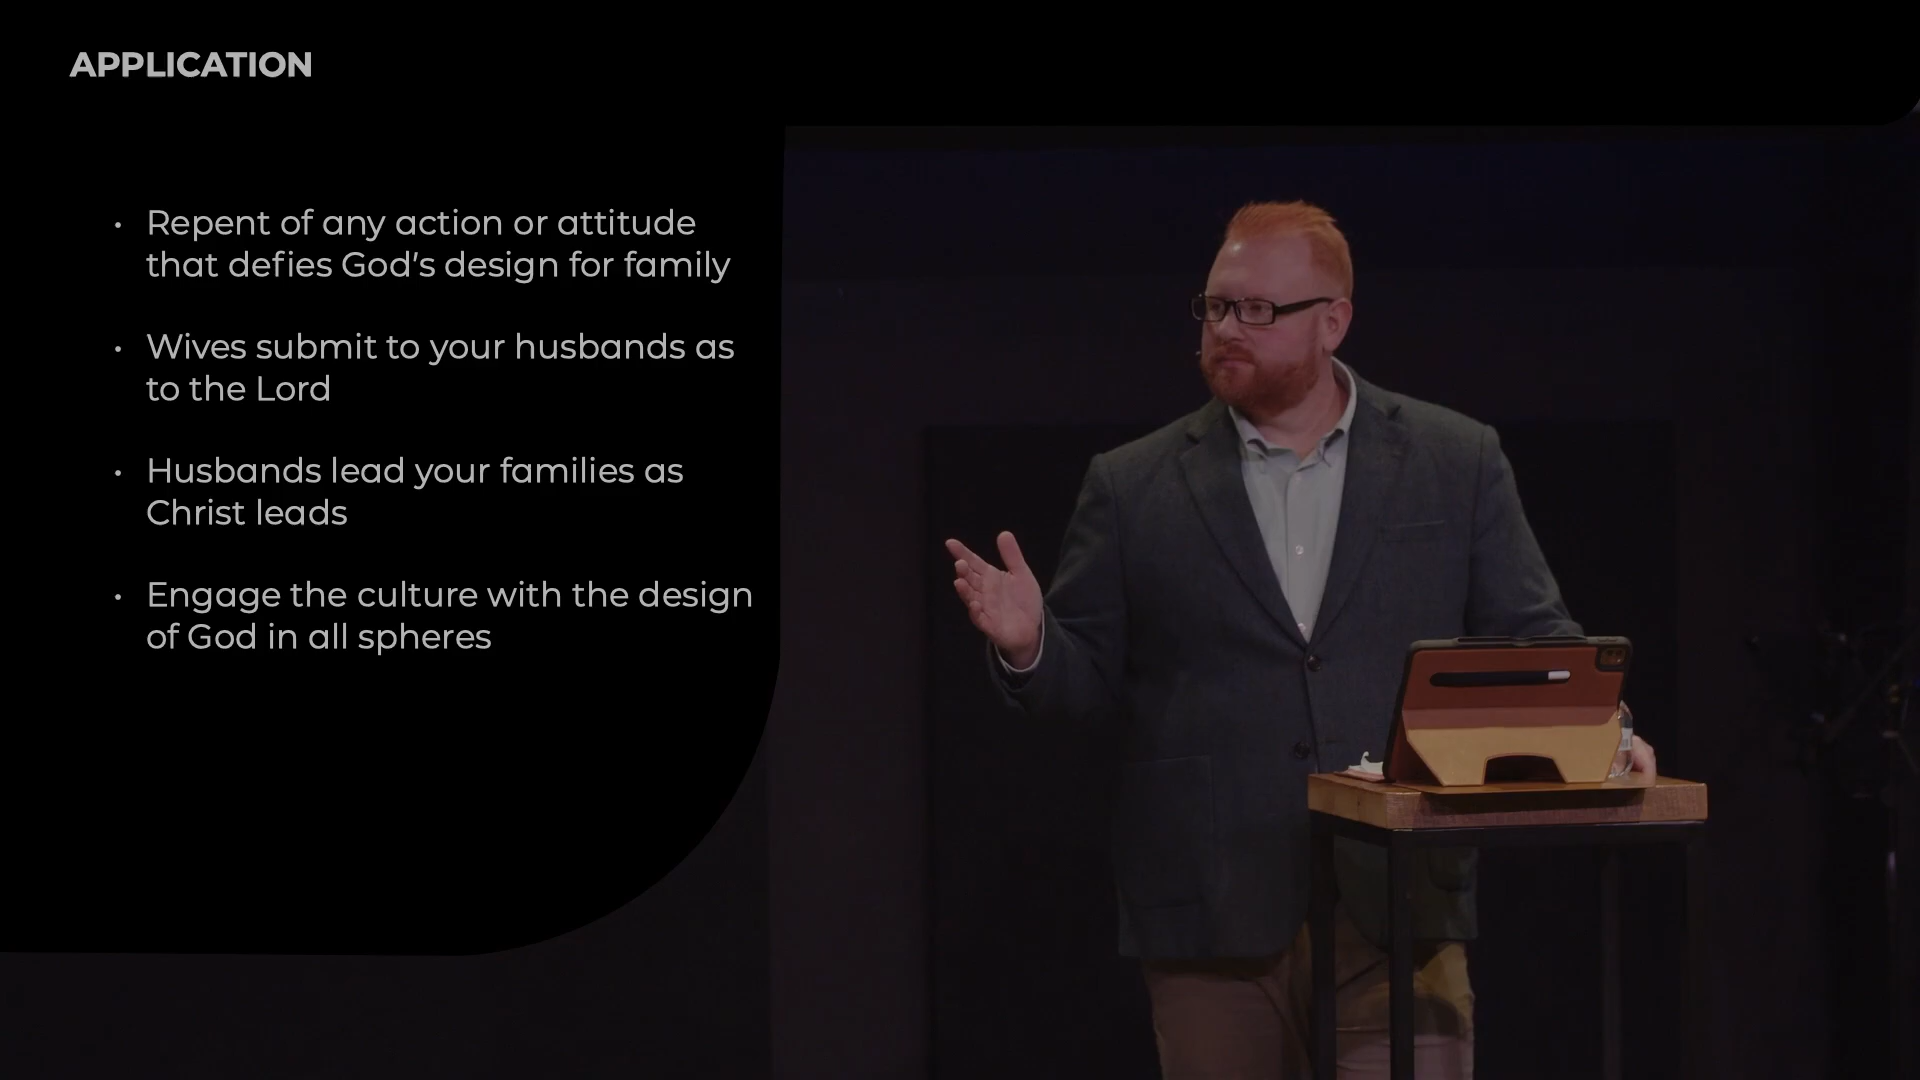 APPLICATION
• Repent of any action or attitude
that defies God's design for family
• Wives submit to your husbands as
to the Lord
• Husbands lead your families as
Christ leads
• Engage the culture with the design
of God in all spheres